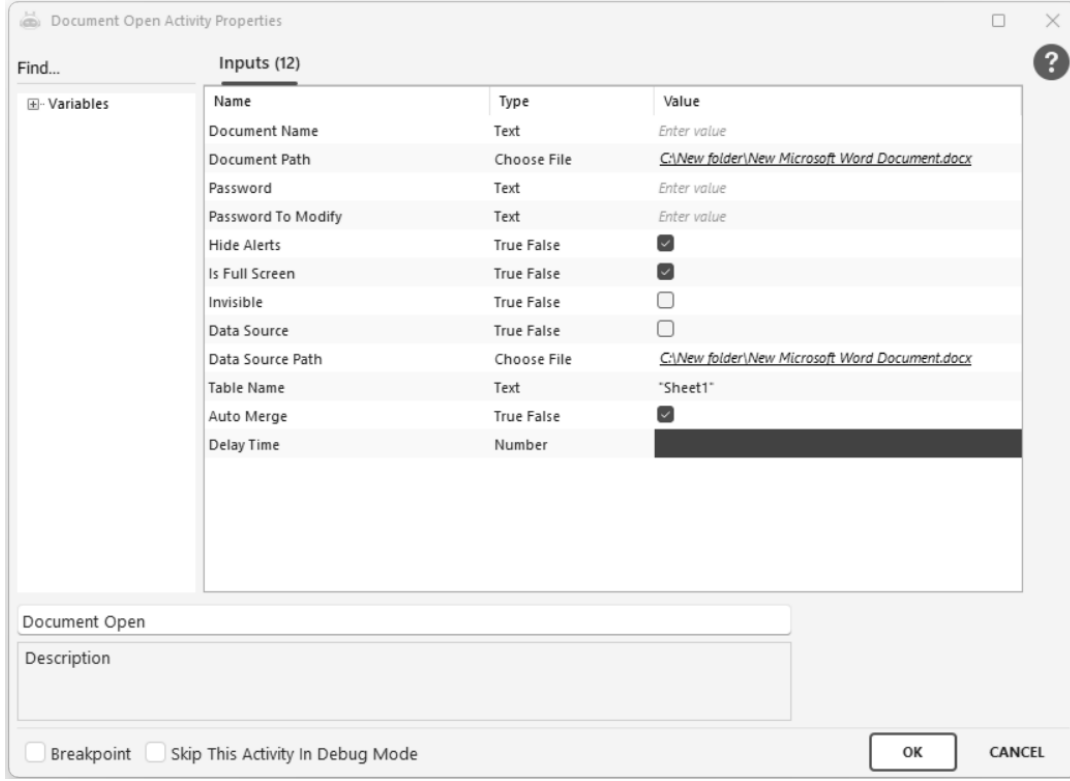 Document Open Activity Properties
Find...
Inputs (12)
?
Variables
Name Type Value
Document Name Text Enter value
Document Path Choose File C:\New folder\New Microsoft Word Document.docx
Password Text Enter value
Password To Modify Text Enter value
Hide Alerts True False
Is Full Screen True False
Invisible True False
Data Source True False
Data Source Path Choose File C:\New folder\New Microsoft Word Document.docx
Table Name Text "Sheet1"
Auto Merge True False
Delay Time Number
Document Open
Description
Breakpoint Skip This Activity In Debug Mode OK CANCEL